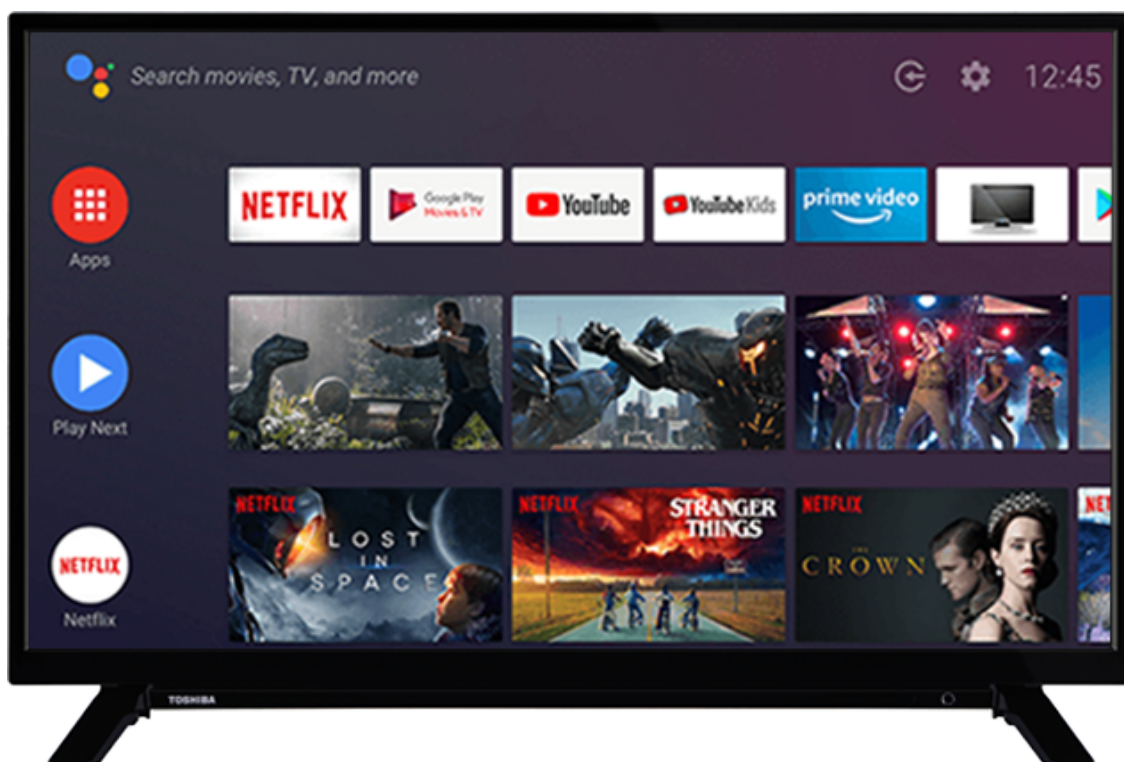 Search movies, TV, and more
12:45
NETFLIX
Google Play
Movies & TV
YouTube
YouTube Kids
prime video
Apps
Play Next
NETFLIX
LOST
IN
SPACE
NETFLIX
STRANGER
THINGS
NETFLIX
THE
CROWN
NET
NETFLIX
Netflix
TOSHIBA